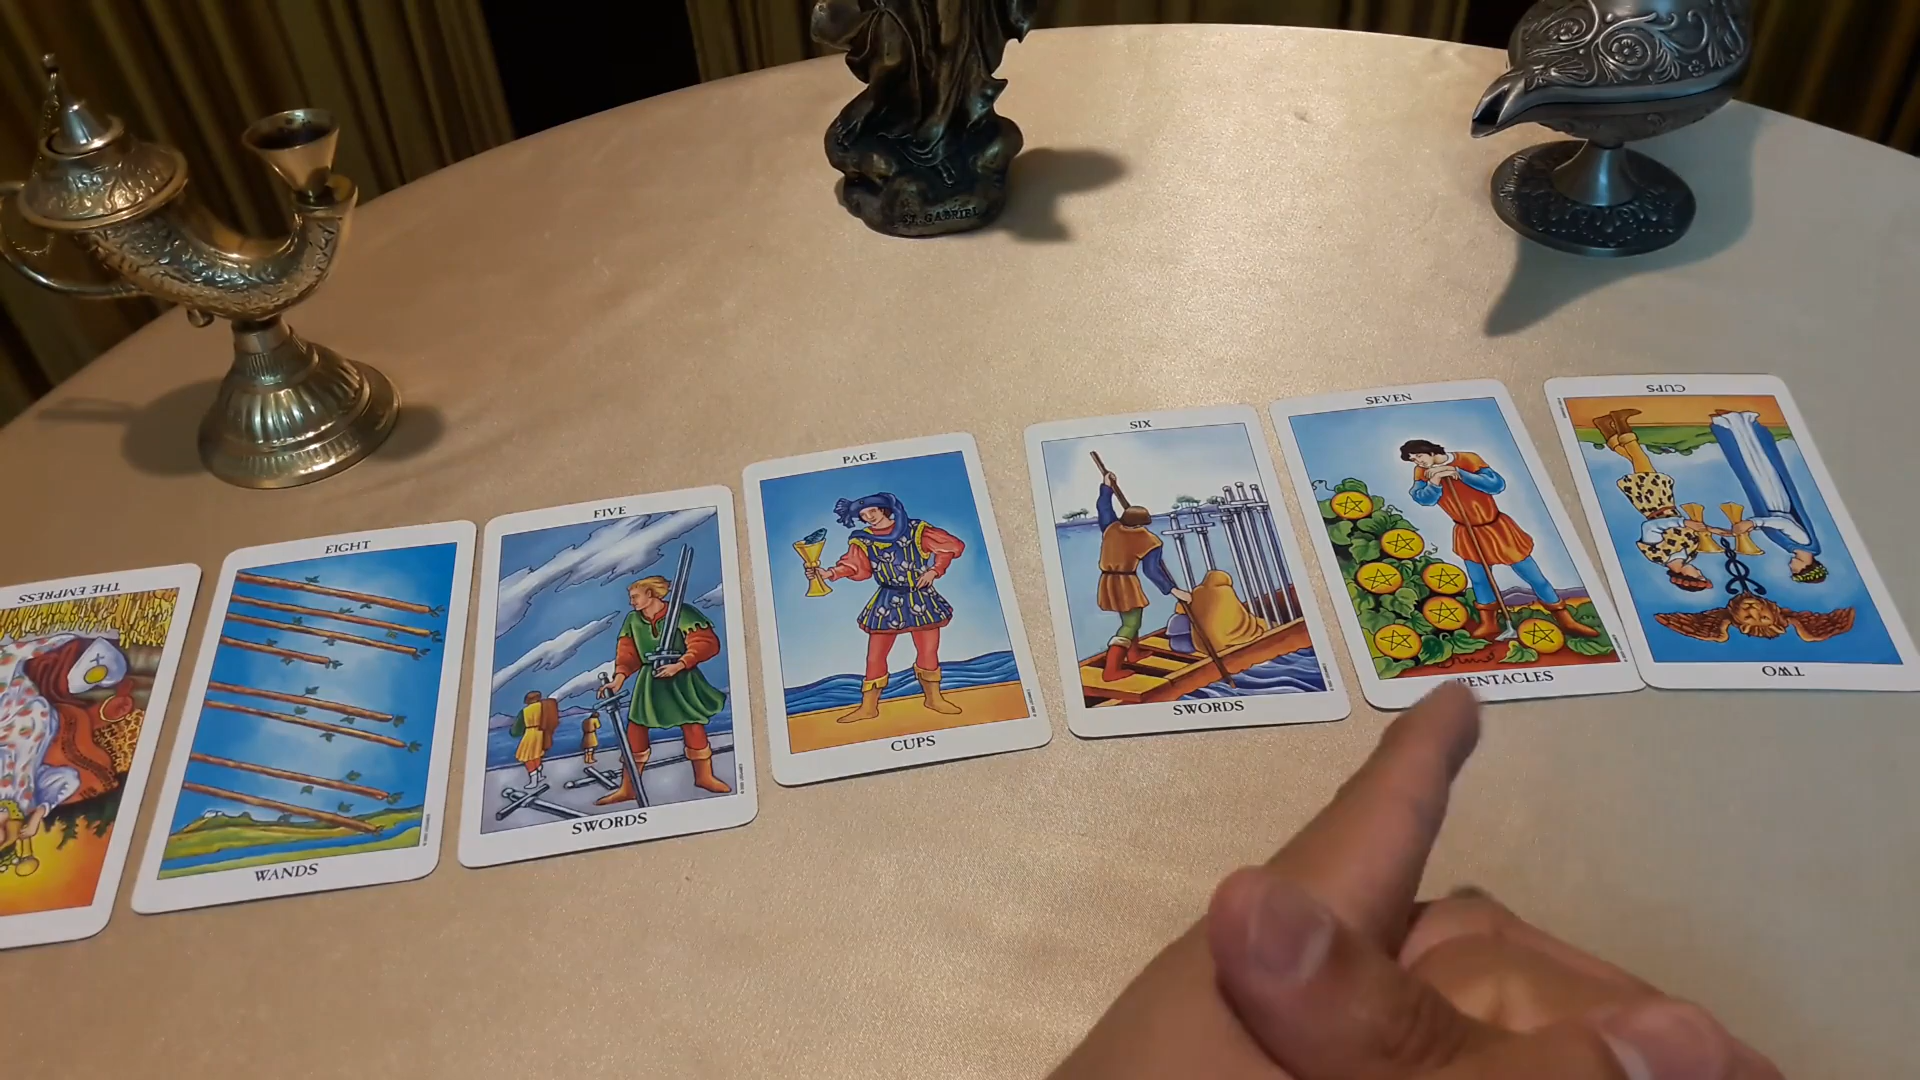 ST. GABRIEL
THE EMPRESS
EIGHT
WANDS
FIVE
SWORDS
PAGE
CUPS
SIX
SWORDS
SEVEN
PENTACLES
CUPS
TWO